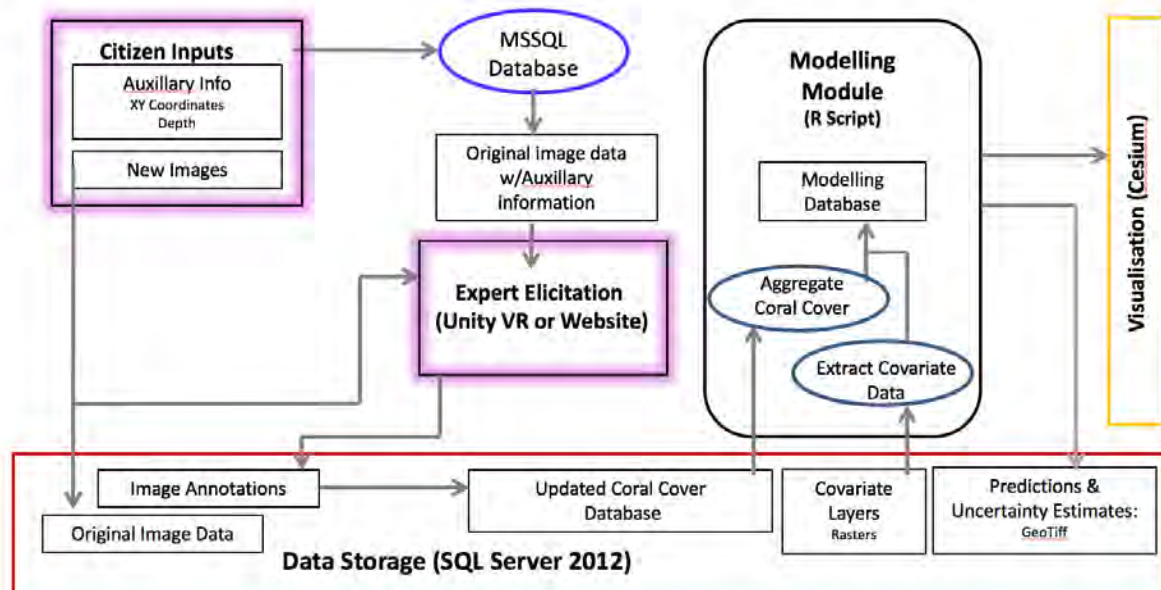 Citizen Inputs
Auxillary Info
XY Coordinates
Depth
New Images
MSSQL
Database
Original image data
w/Auxillary
information
Expert Elicitation
(Unity VR or Website)
Modelling
Module
(R Script)
Modelling
Database
Aggregate
Coral Cover
Extract Covariate
Data
Visualisation (Cesium)
Image Annotations
Original Image Data
Updated Coral Cover
Database
Covariate
Layers
Rasters
Predictions &
Uncertainty Estimates:
GeoTiff
Data Storage (SQL Server 2012)